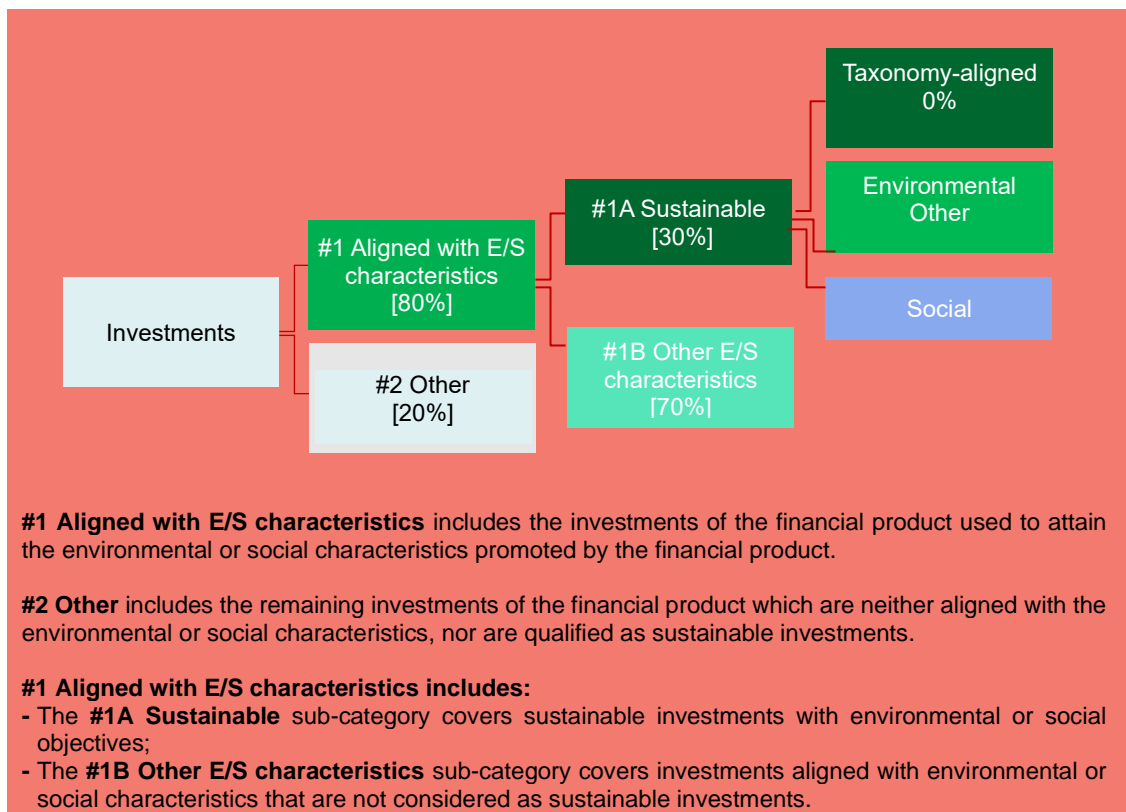 Taxonomy-aligned
0%
Environmental
Other
#1A Sustainable
[30%]
#1 Aligned with E/S
characteristics
[80%]
Social
Investments
#1B Other E/S
characteristics
[70%]
#2 Other
[20%]
#1 Aligned with E/S characteristics includes the investments of the financial product used to attain
the environmental or social characteristics promoted by the financial product.
#2 Other includes the remaining investments of the financial product which are neither aligned with the
environmental or social characteristics, nor are qualified as sustainable investments.
#1 Aligned with E/S characteristics includes:
- The #1A Sustainable sub-category covers sustainable investments with environmental or social
objectives;
- The #1B Other E/S characteristics sub-category covers investments aligned with environmental or
social characteristics that are not considered as sustainable investments.